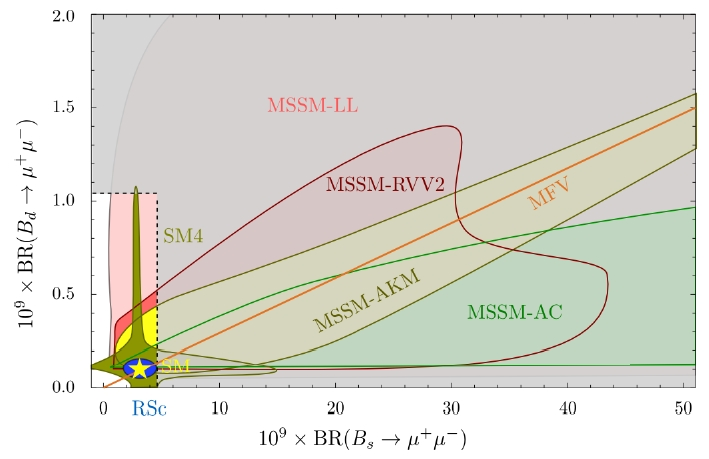 2.0
1.5
1.0
0.5
0.0
10⁹ × BR(B_d → μ⁺μ⁻)
MSSM-LL
MSSM-RVV2
MFV
SM4
MSSM-AKM
MSSM-AC
SM
0 10 20 30 40 50
RSc
10⁹ × BR(B_s → μ⁺μ⁻)